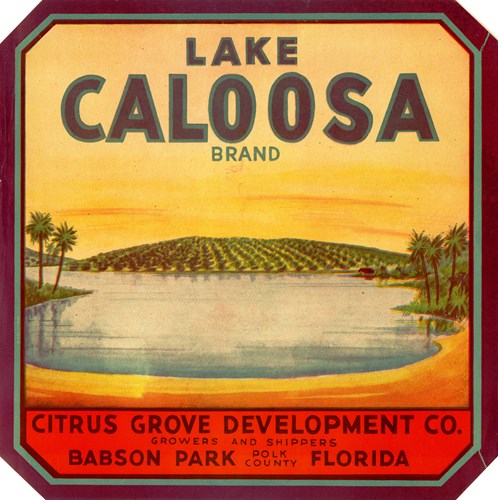 LAKE
CALOOSA
BRAND
CITRUS GROVE DEVELOPMENT CO.
GROWERS AND SHIPPERS
BABSON PARK POLK COUNTY FLORIDA